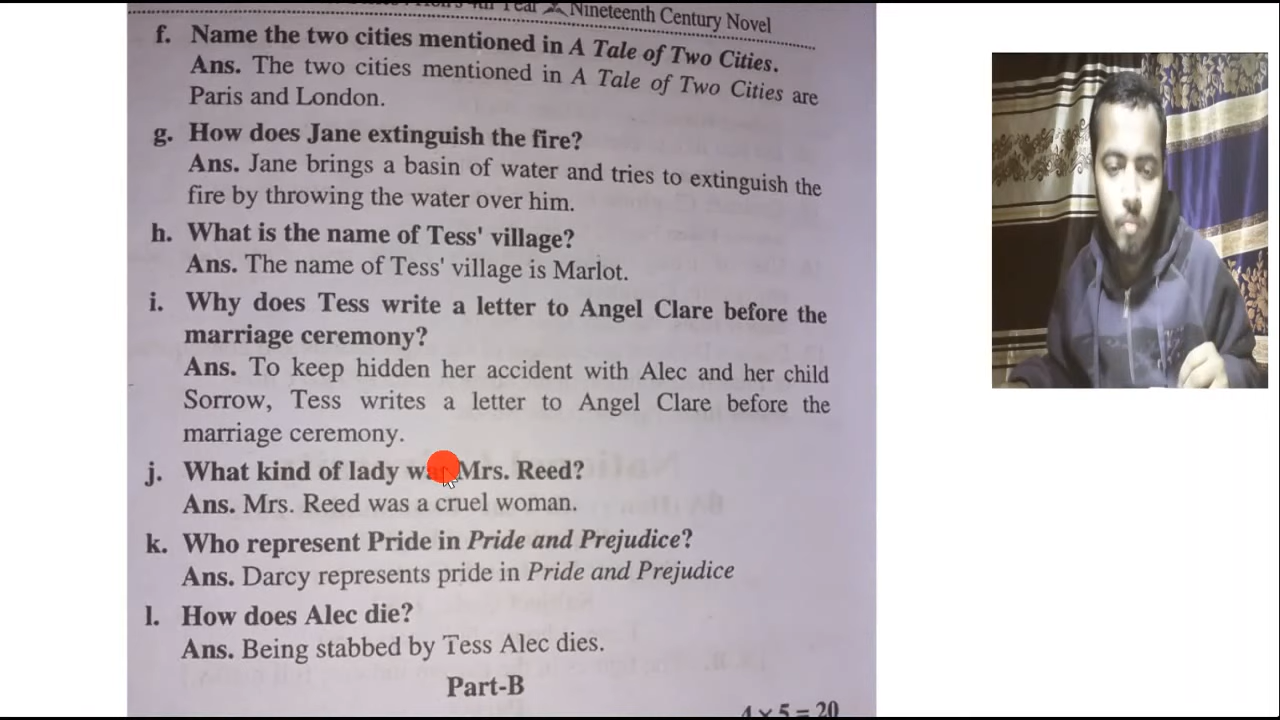 4th Year Nineteenth Century Novel
f. Name the two cities mentioned in A Tale of Two Cities.
Ans. The two cities mentioned in A Tale of Two Cities are
Paris and London.
g. How does Jane extinguish the fire?
Ans. Jane brings a basin of water and tries to extinguish the
fire by throwing the water over him.
h. What is the name of Tess' village?
Ans. The name of Tess' village is Marlot.
i. Why does Tess write a letter to Angel Clare before the
marriage ceremony?
Ans. To keep hidden her accident with Alec and her child
Sorrow, Tess writes a letter to Angel Clare before the
marriage ceremony.
j. What kind of lady was Mrs. Reed?
Ans. Mrs. Reed was a cruel woman.
k. Who represent Pride in Pride and Prejudice?
Ans. Darcy represents pride in Pride and Prejudice
l. How does Alec die?
Ans. Being stabbed by Tess Alec dies.
Part-B
4 × 5 = 20